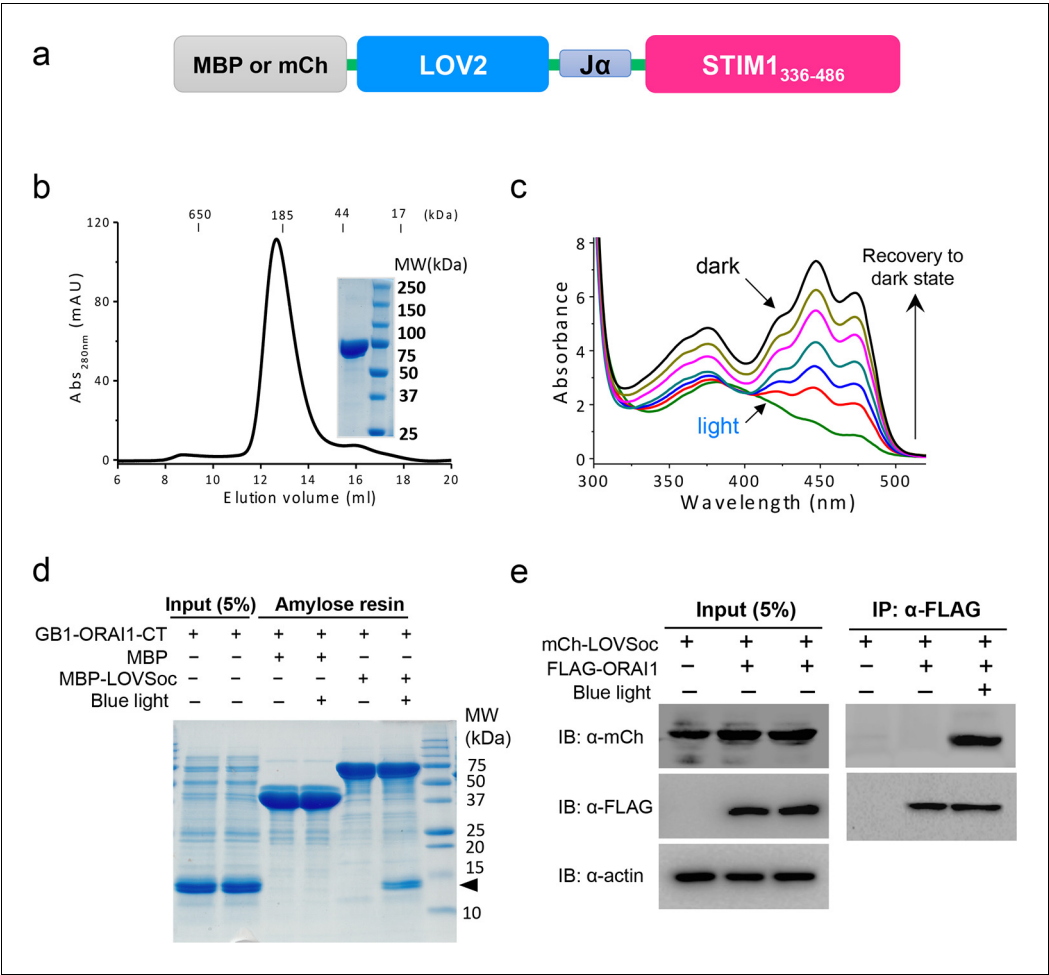 a
MBP or mCh LOV2 Jα STIM1336-486
b
650 185 44 17 (kDa)
120
80
40
0
Abs280nm (mAU)
6 8 10 12 14 16 18 20
Elution volume (ml)
MW(kDa)
250
150
100
75
50
37
25
c
8
6
4
2
0
Absorbance
dark
light
Recovery to
dark state
300 350 400 450 500
Wavelength (nm)
d
Input (5%) Amylose resin
GB1-ORAI1-CT + + + + + +
MBP − − + + − −
MBP-LOVSoc − − − − + +
Blue light − − − + − +
MW
(kDa)
75
50
37
25
20
15
10
e
Input (5%) IP: α-FLAG
mCh-LOVSoc + + + + + +
FLAG-ORAI1 − + + − + +
Blue light − − − − − +
IB: α-mCh
IB: α-FLAG
IB: α-actin